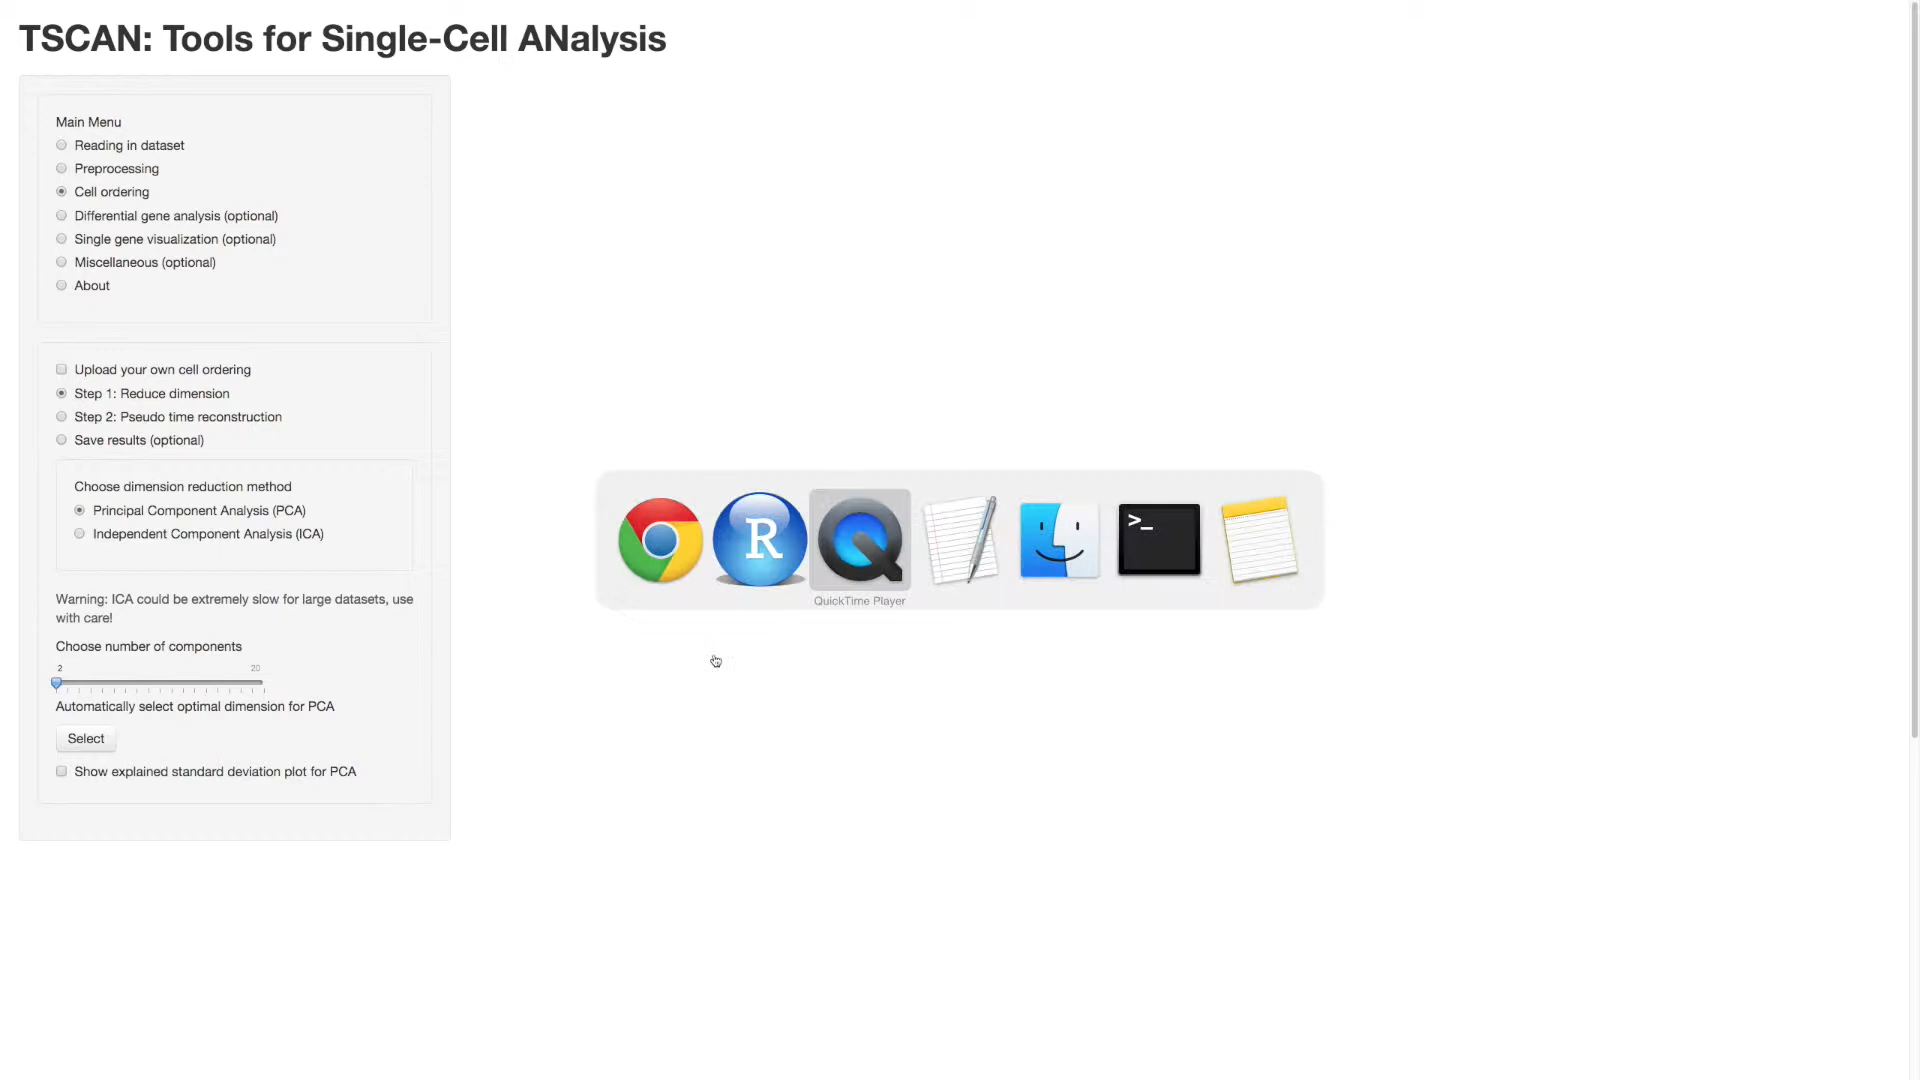 TSCAN: Tools for Single-Cell ANalysis
Main Menu
Reading in dataset
Preprocessing
Cell ordering
Differential gene analysis (optional)
Single gene visualization (optional)
Miscellaneous (optional)
About
Upload your own cell ordering
Step 1: Reduce dimension
Step 2: Pseudo time reconstruction
Save results (optional)
Choose dimension reduction method
Principal Component Analysis (PCA)
Independent Component Analysis (ICA)
Warning: ICA could be extremely slow for large datasets, use
with care!
Choose number of components
2 20
Automatically select optimal dimension for PCA
Select
Show explained standard deviation plot for PCA
R
>_
QuickTime Player